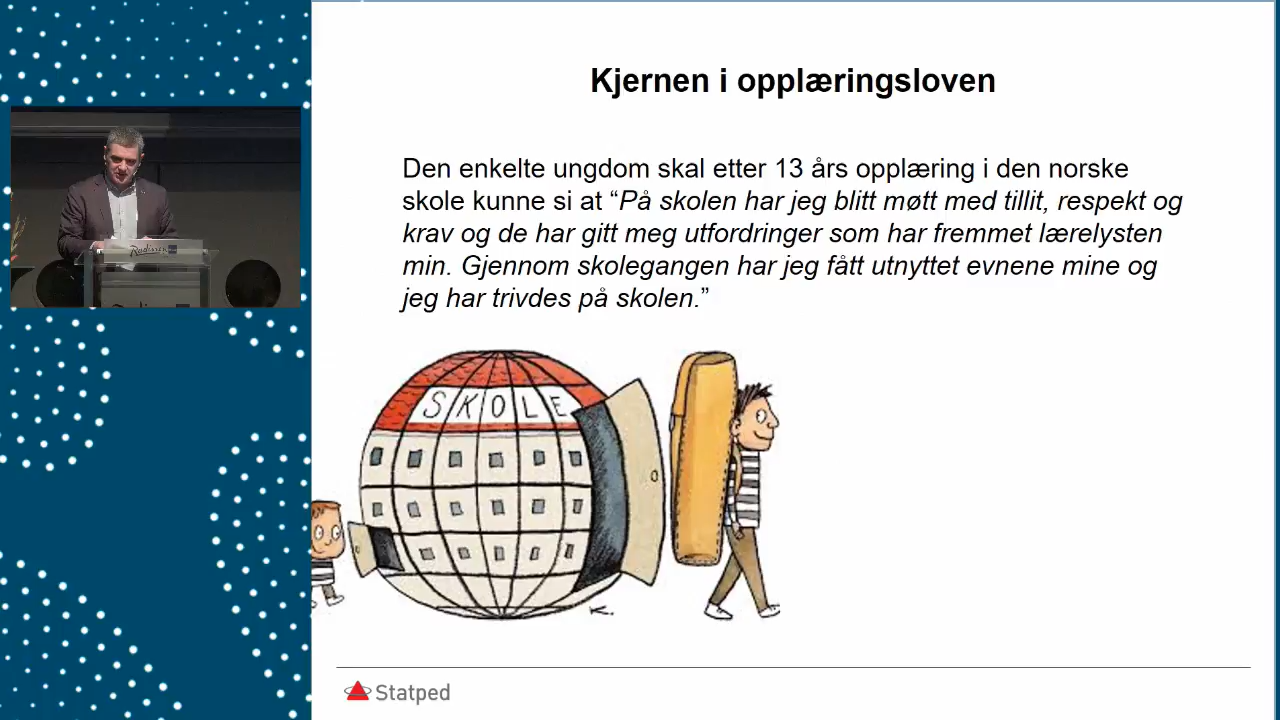 Kjernen i opplæringsloven
Den enkelte ungdom skal etter 13 års opplæring i den norske
skole kunne si at “På skolen har jeg blitt møtt med tillit, respekt og
krav og de har gitt meg utfordringer som har fremmet lærelysten
min. Gjennom skolegangen har jeg fått utnyttet evnene mine og
jeg har trivdes på skolen.”
Radisson
SKOLE
K.
Statped